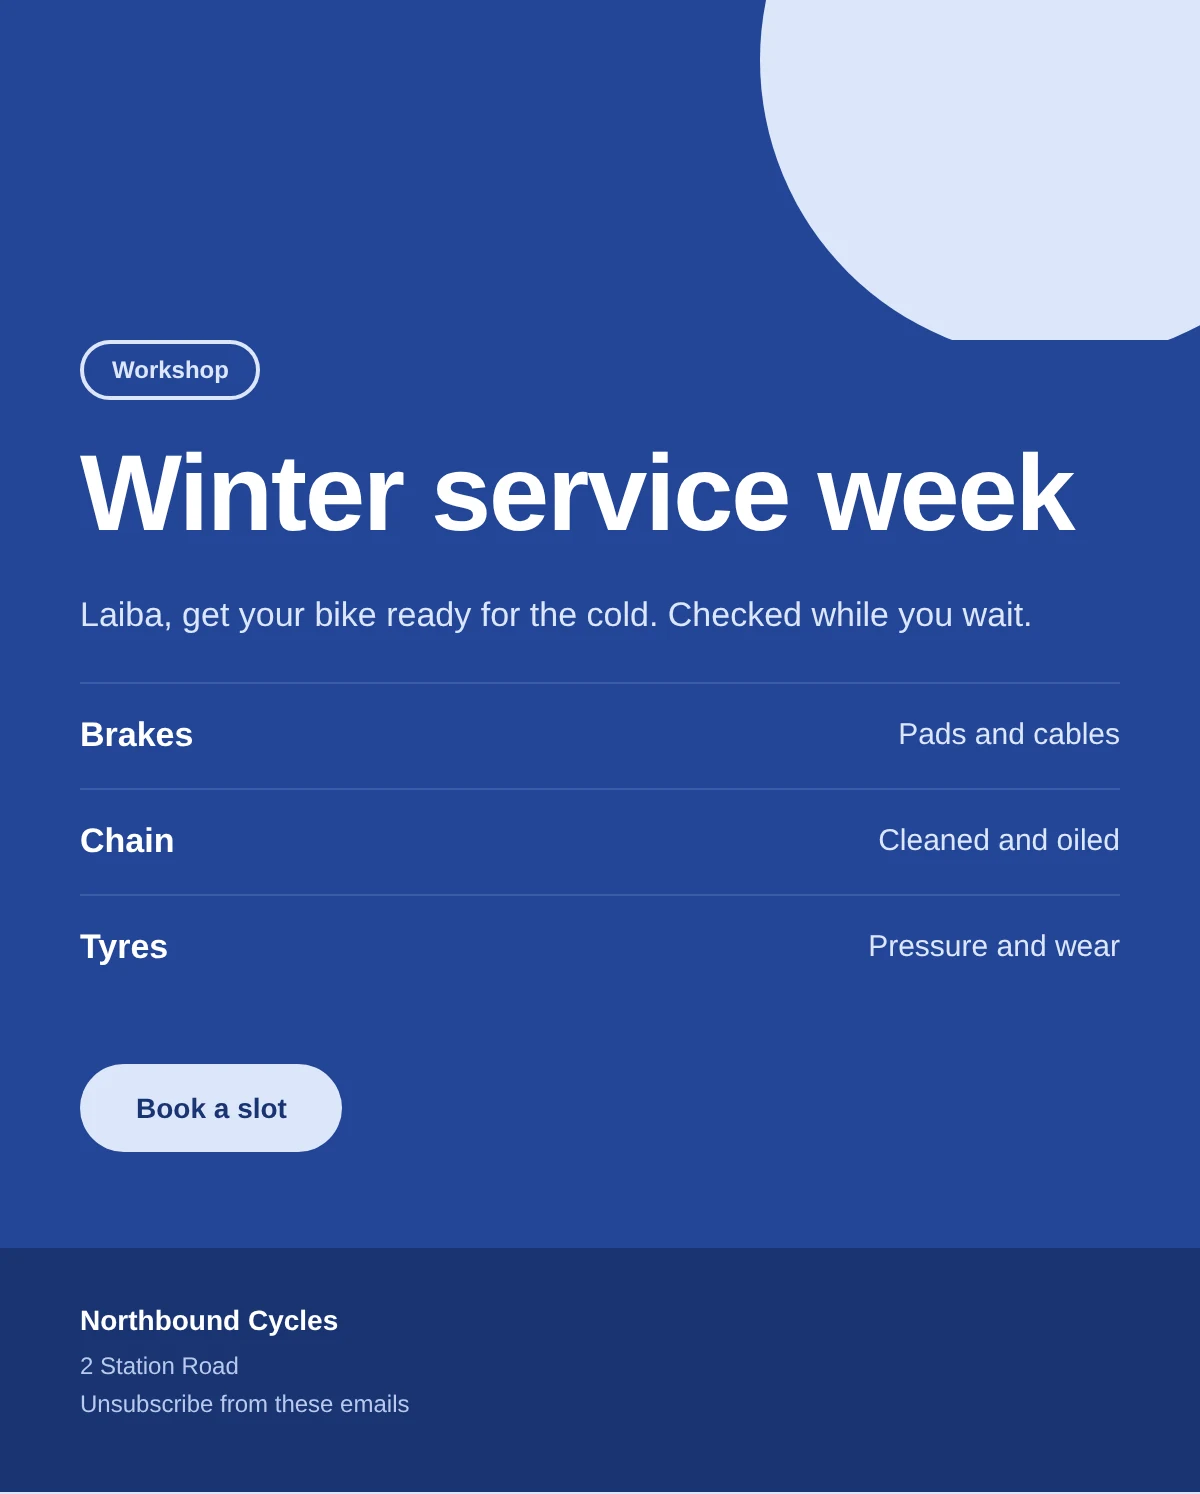 Workshop
Winter service week
Laiba, get your bike ready for the cold. Checked while you wait.
Brakes Pads and cables
Chain Cleaned and oiled
Tyres Pressure and wear
Book a slot
Northbound Cycles
2 Station Road
Unsubscribe from these emails